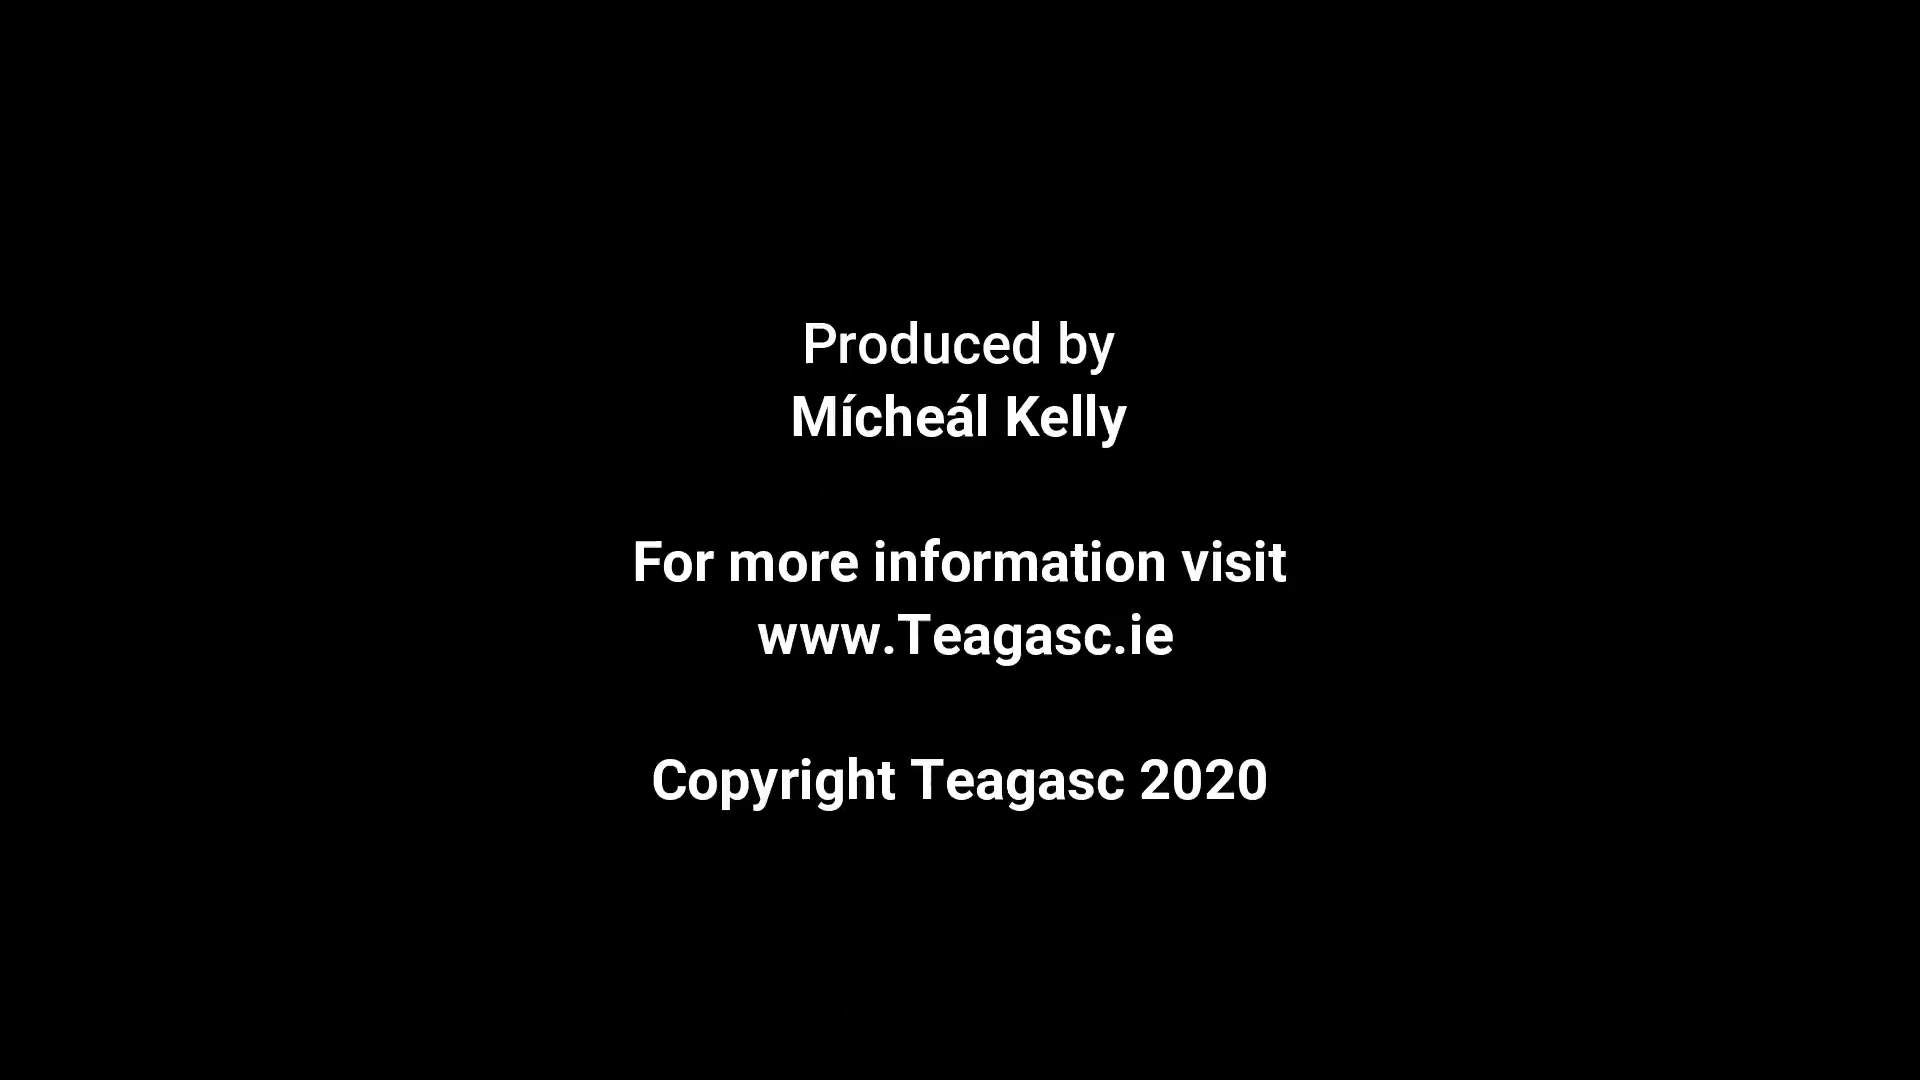 Produced by
Mícheál Kelly
For more information visit
www.Teagasc.ie
Copyright Teagasc 2020